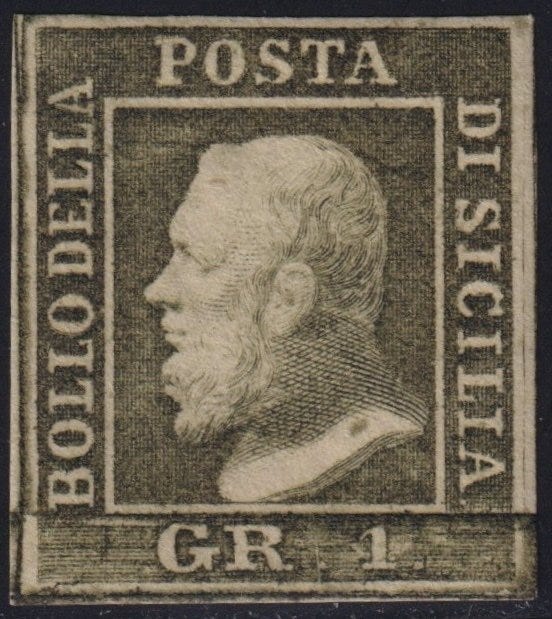 BOLLO DELLA
POSTA
DI SICILIA
GR. 1.